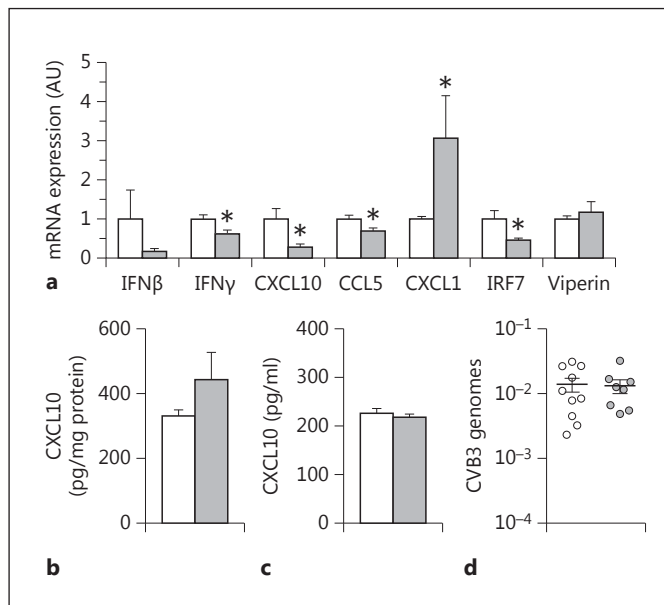 mRNA expression (AU)
5
4
3
2
1
0
* * * * *
a
IFNβ IFNγ CXCL10 CCL5 CXCL1 IRF7 Viperin
CXCL10
(pg/mg protein)
600
400
200
0
b
CXCL10 (pg/ml)
400
300
200
100
0
c
CVB3 genomes
10⁻¹
10⁻²
10⁻³
10⁻⁴
d